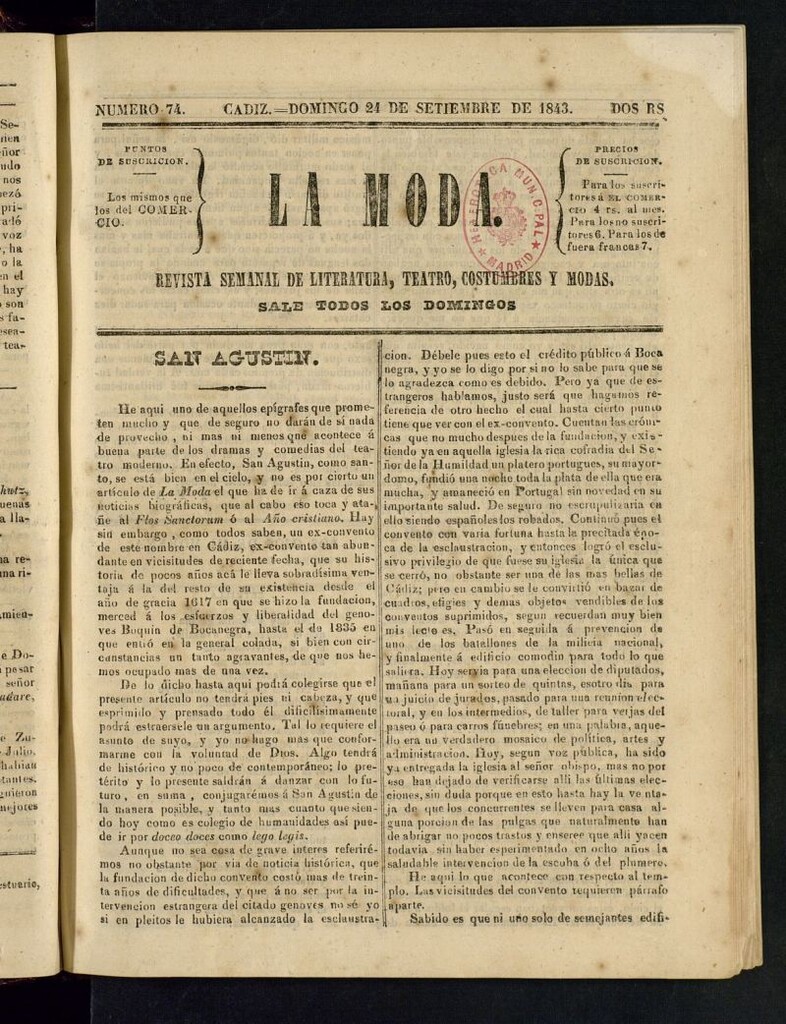 NUMERO 74. CADIZ.=DOMINGO 24 DE SETIEMBRE DE 1843. DOS RS
PUNTOS
DE SUSCRICION.
Los mismos que
los del COMER-
CIO.
LA MODA.
HEMEROTECA MUNICIPAL
MADRID
PRECIOS
DE SUSCRICION.
Para los suscri-
tores á EL COMER-
CIO 4 rs. al mes.
Para los no suscri-
tores 6. Para los de
fuera francas 7.
REVISTA SEMANAL DE LITERATURA, TEATRO, COSTUMBRES Y MODAS.
SALE TODOS LOS DOMINGOS
SAN AGUSTIN.
He aqui uno de aquellos epígrafes que prome-
ten mucho y que de seguro no darán de sí nada
de provecho, ni mas ni menos que acontece á
buena parte de los dramas y comedias del tea-
tro moderno. En efecto, San Agustin, como san-
to, se está bien en el cielo, y no es por cierto un
artículo de La Moda el que ha de ir á caza de sus
noticias biográficas, que al cabo eso toca y ata-
ñe al Flos Sanctorum ó al Año cristiano. Hay
sin embargo, como todos saben, un ex-convento
de este nombre en Cádiz, ex-convento tan abun-
dante en vicisitudes de reciente fecha, que su his-
toria de pocos años acá le lleva sobradísima ven-
taja á la del resto de su existencia desde el
año de gracia 1617 en que se hizo la fundacion,
merced á los esfuerzos y liberalidad del geno-
ves Boquin de Bocanegra, hasta el de 1835 en
que entró en la general colada, si bien con cir-
cunstancias un tanto agravantes, de que nos he-
mos ocupado mas de una vez.
De lo dicho hasta aqui podrá colegirse que el
presente artículo no tendrá pies ni cabeza, y que
esprimido y prensado todo él dificilísimamente
podrá estraersele un argumento. Tal lo requiere el
asunto de suyo, y yo no hago mas que confor-
marme con la voluntad de Dios. Algo tendrá
de histórico y no poco de contemporáneo; lo pre-
térito y lo presente saldrán á danzar con lo fu-
turo, en suma, conjugarémos á San Agustin de
la manera posible, y tanto mas cuanto que sien-
do hoy como es colegio de humanidades asi pue-
de ir por doceo doces como lego legis.
Aunque no sea cosa de grave interes referiré-
mos no obstante por via de noticia histórica, que
la fundacion de dicho convento costó mas de trein-
ta años de dificultades, y que á no ser por la in-
tervencion estrangera del citado genoves no sé yo
si en pleitos le hubiera alcanzado la esclaustra-
cion. Débele pues esto el crédito público á Boca
negra, y yo se lo digo por si no lo sabe para que se
lo agradezca como es debido. Pero ya que de es-
trangeros hablamos, justo será que hagamos re-
ferencia de otro hecho el cual hasta cierto punto
tiene que ver con el ex-convento. Cuentan las cróni-
cas que no mucho despues de la fundacion, y exis-
tiendo ya en aquella iglesia la rica cofradia del Se-
ñor de la Humildad un platero portugues, su mayor-
domo, fundió una noche toda la plata de ella que era
mucha, y amaneció en Portugal sin novedad en su
importante salud. De seguro no escrupulizaria en
ello siendo españoles los robados. Continuó pues el
convento con varia fortuna hasta la precitada épo-
ca de la esclaustracion, y entonces logró el esclu-
sivo privilegio de que fuese su iglesia la única que
se cerró, no obstante ser una de las mas bellas de
Cádiz; pero en cambio se le convirtió en bazar de
cuadros, efigies y demas objetos vendibles de los
conventos suprimidos, segun recuerdan muy bien
mis lectores. Pasó en seguida á prevencion de
uno de los batallones de la milicia nacional,
y finalmente á edificio comodin para todo lo que
saliera. Hoy servia para una eleccion de diputados,
mañana para un sorteo de quintas, esotro dia para
un juicio de jurados, pasado para una reunion elec-
toral, y en los intermedios, de taller para verjas del
paseo ó para carros fúnebres; en una palabra, aque-
llo era un verdadero mosaico de política, artes y
administracion. Hoy, segun voz pública, ha sido
ya entregada la iglesia al señor obispo, mas no por
eso han dejado de verificarse alli las últimas elec-
ciones, sin duda porque en esto hasta hay la venta-
ja de que los concurrentes se lleven para casa al-
guna porcion de las pulgas que naturalmente han
de abrigar no pocos trastos y enseres que alli yacen
todavia sin haber esperimentado en ocho años la
saludable intervencion de la escoba ó del plumero.
He aqui lo que acontece con respecto al tem-
plo. Las vicisitudes del convento requieren párrafo
aparte.
Sabido es que ni uno solo de semejantes edifi-